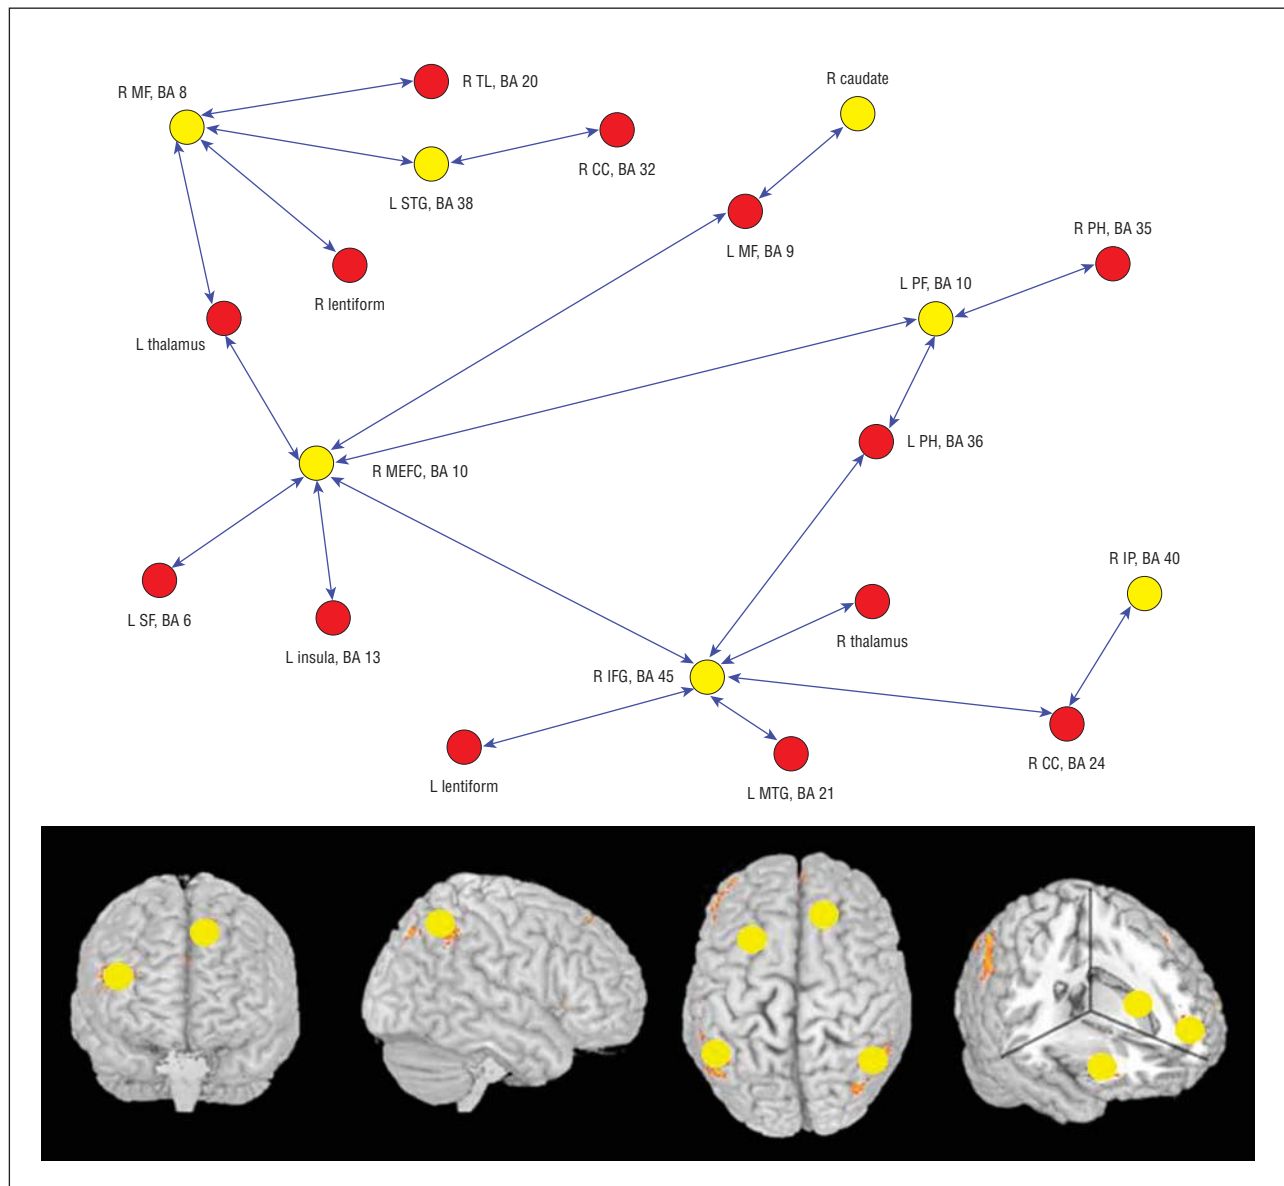 R TL, BA 20
R caudate
R MF, BA 8
R CC, BA 32
L STG, BA 38
R PH, BA 35
L MF, BA 9
L PF, BA 10
R lentiform
L thalamus
L PH, BA 36
R MEFC, BA 10
R IP, BA 40
L SF, BA 6
R thalamus
L insula, BA 13
R IFG, BA 45
R CC, BA 24
L lentiform
L MTG, BA 21